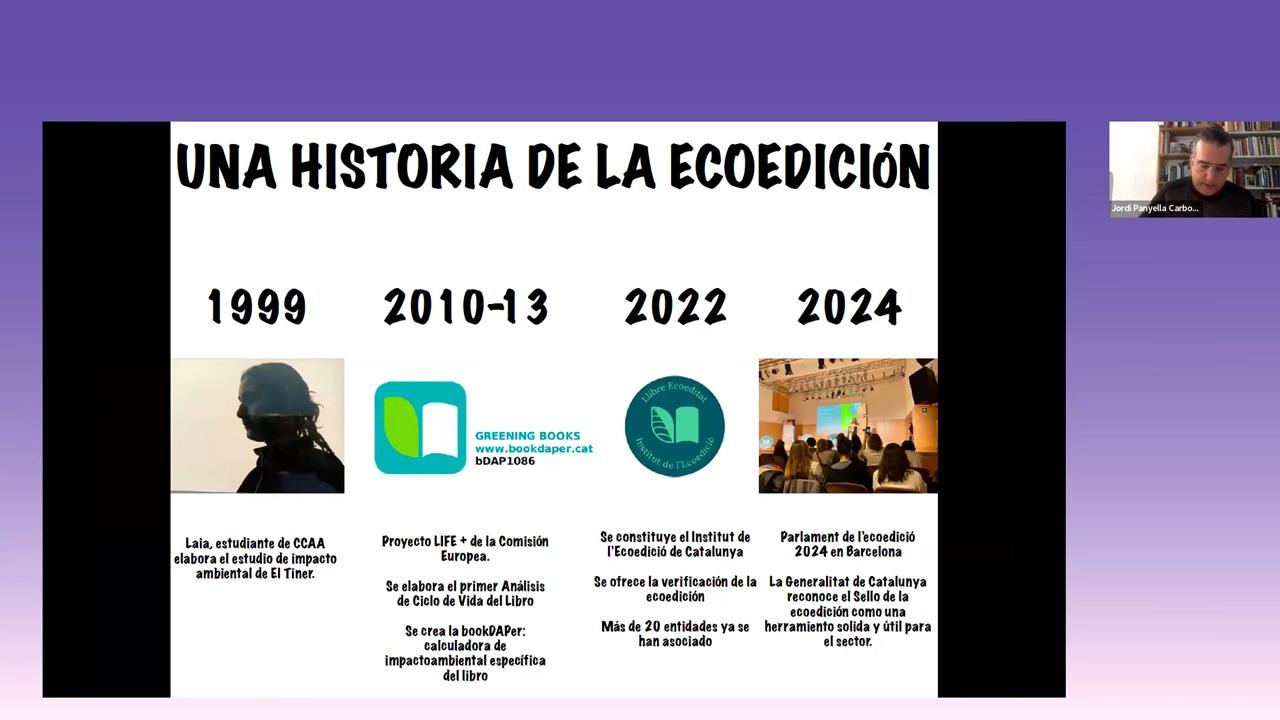 UNA HISTORIA DE LA ECOEDICIÓN
1999
2010-13
2022
2024
GREENING BOOKS
www.bookdaper.cat
bDAP1086
Llibre Ecoeditat
Institut de l'Ecoedició
Laia, estudiante de CCAA
elabora el estudio de impacto
ambiental de El Tiner.
Proyecto LIFE + de la Comisión
Europea.
Se elabora el primer Análisis
de Ciclo de Vida del Libro
Se crea la bookDAPer:
calculadora de
impactoambiental específica
del libro
Se constituye el Institut de
l'Ecoedició de Catalunya
Se ofrece la verificación de la
ecoedición
Más de 20 entidades ya se
han asociado
Parlament de l'ecoedició
2024 en Barcelona
La Generalitat de Catalunya
reconoce el Sello de la
ecoedición como una
herramiento solida y útil para
el sector.
Jordi Panyella Carbo...